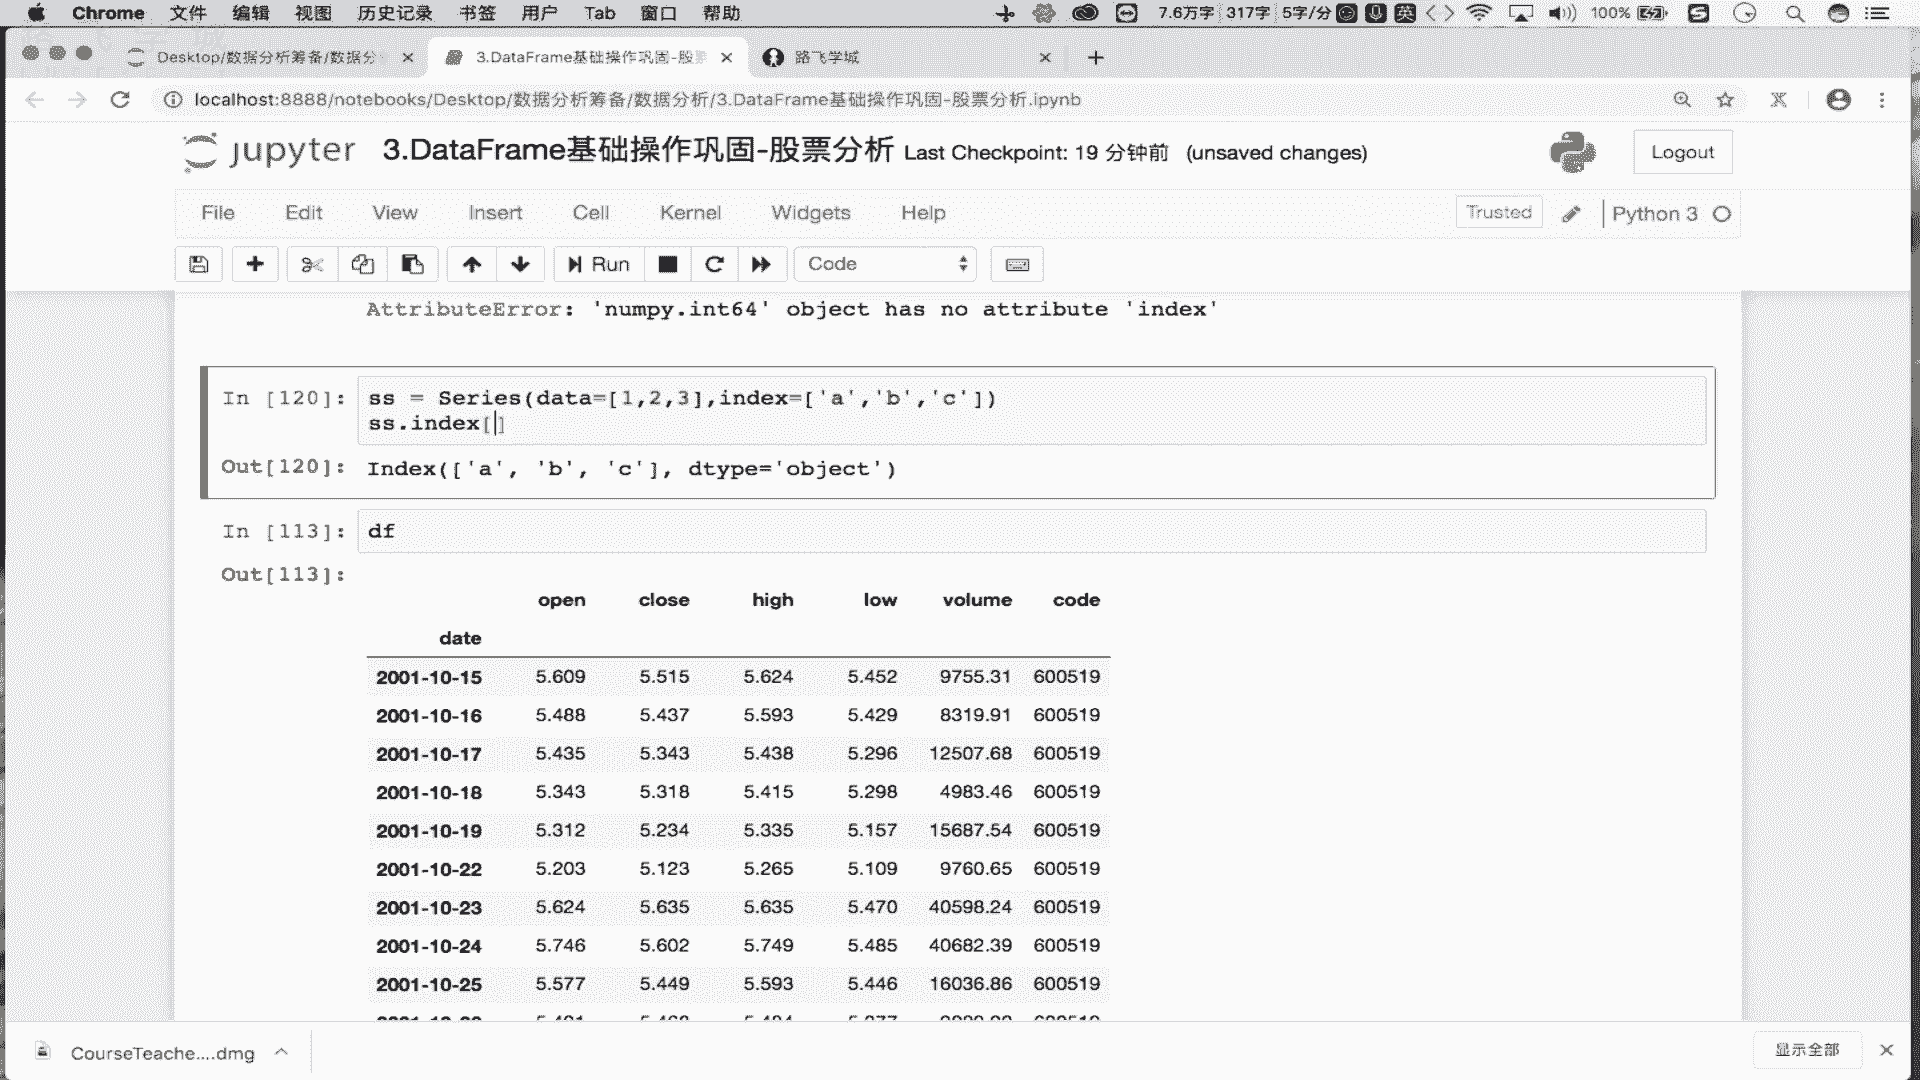 Chrome 文件 编辑 视图 历史记录 书签 用户 Tab 窗口 帮助 7.6万字 317字 5字/分 英 100%
Desktop/数据分析筹备/数据分 3.DataFrame基础操作巩固-股 路飞学城
localhost:8888/notebooks/Desktop/数据分析筹备/数据分析/3.DataFrame基础操作巩固-股票分析.ipynb
jupyter 3.DataFrame基础操作巩固-股票分析 Last Checkpoint: 19 分钟前 (unsaved changes) Logout
File Edit View Insert Cell Kernel Widgets Help Trusted Python 3
Run Code
AttributeError: 'numpy.int64' object has no attribute 'index'
In [120]: ss = Series(data=[1,2,3],index=['a','b','c'])
ss.index[]
Out[120]: Index(['a', 'b', 'c'], dtype='object')
In [113]: df
Out[113]:
open close high low volume code
date
2001-10-15 5.609 5.515 5.624 5.452 9755.31 600519
2001-10-16 5.488 5.437 5.593 5.429 8319.91 600519
2001-10-17 5.435 5.343 5.438 5.296 12507.68 600519
2001-10-18 5.343 5.318 5.415 5.298 4983.46 600519
2001-10-19 5.312 5.234 5.335 5.157 15687.54 600519
2001-10-22 5.203 5.123 5.265 5.109 9760.65 600519
2001-10-23 5.624 5.635 5.635 5.470 40598.24 600519
2001-10-24 5.746 5.602 5.749 5.485 40682.39 600519
2001-10-25 5.577 5.449 5.593 5.446 16036.86 600519
CourseTeache....dmg 显示全部